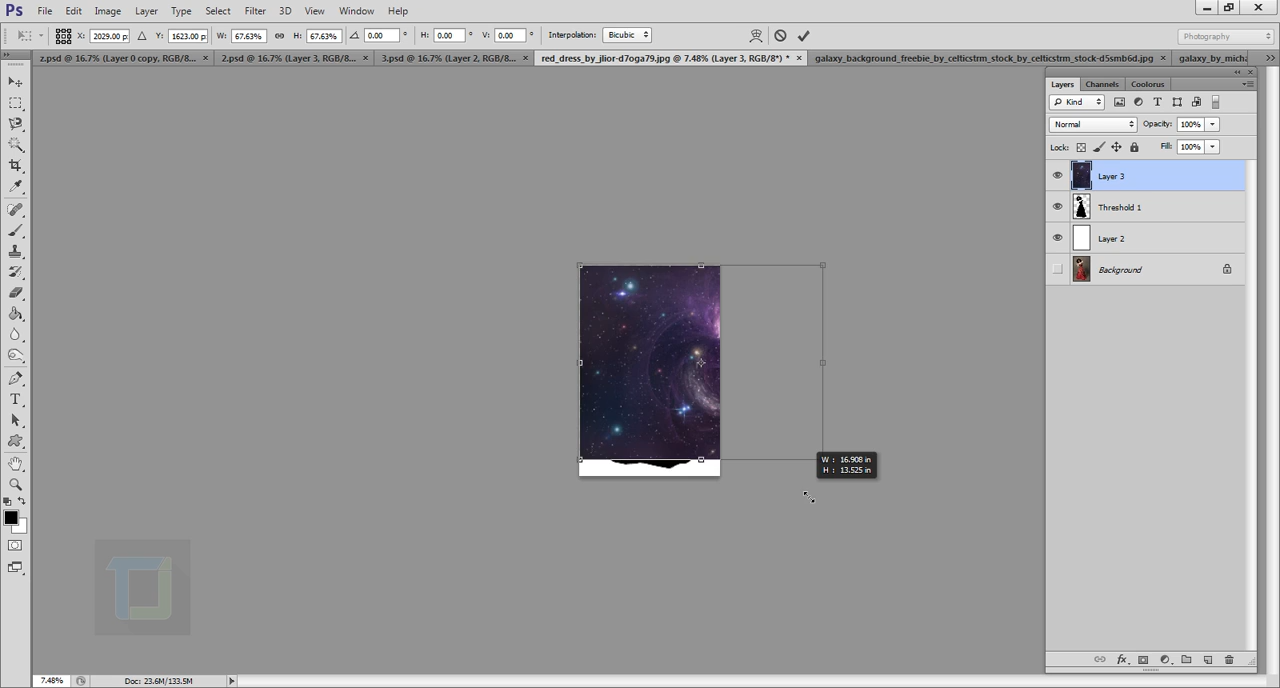 Ps File Edit Image Layer Type Select Filter 3D View Window Help
X: 2029.00 p Y: 1623.00 p W: 67.63% H: 67.63% 0.00 ° H: 0.00 ° V: 0.00 ° Interpolation: Bicubic Photography
z.psd @ 16.7% (Layer 0 copy, RGB/8... × 2.psd @ 16.7% (Layer 3, RGB/8... × 3.psd @ 16.7% (Layer 2, RGB/8... × red_dress_by_jlior-d7oga79.jpg @ 7.48% (Layer 3, RGB/8*) * × galaxy_background_freebie_by_celticstrm_stock_by_celticstrm_stock-d5smb6d.jpg × galaxy_by_micha
Layers Channels Coolorus
Kind
Normal Opacity: 100%
Lock: Fill: 100%
Layer 3
Threshold 1
Layer 2
Background
W : 16.908 in
H : 13.525 in
7.48% Doc: 23.6M/133.5M